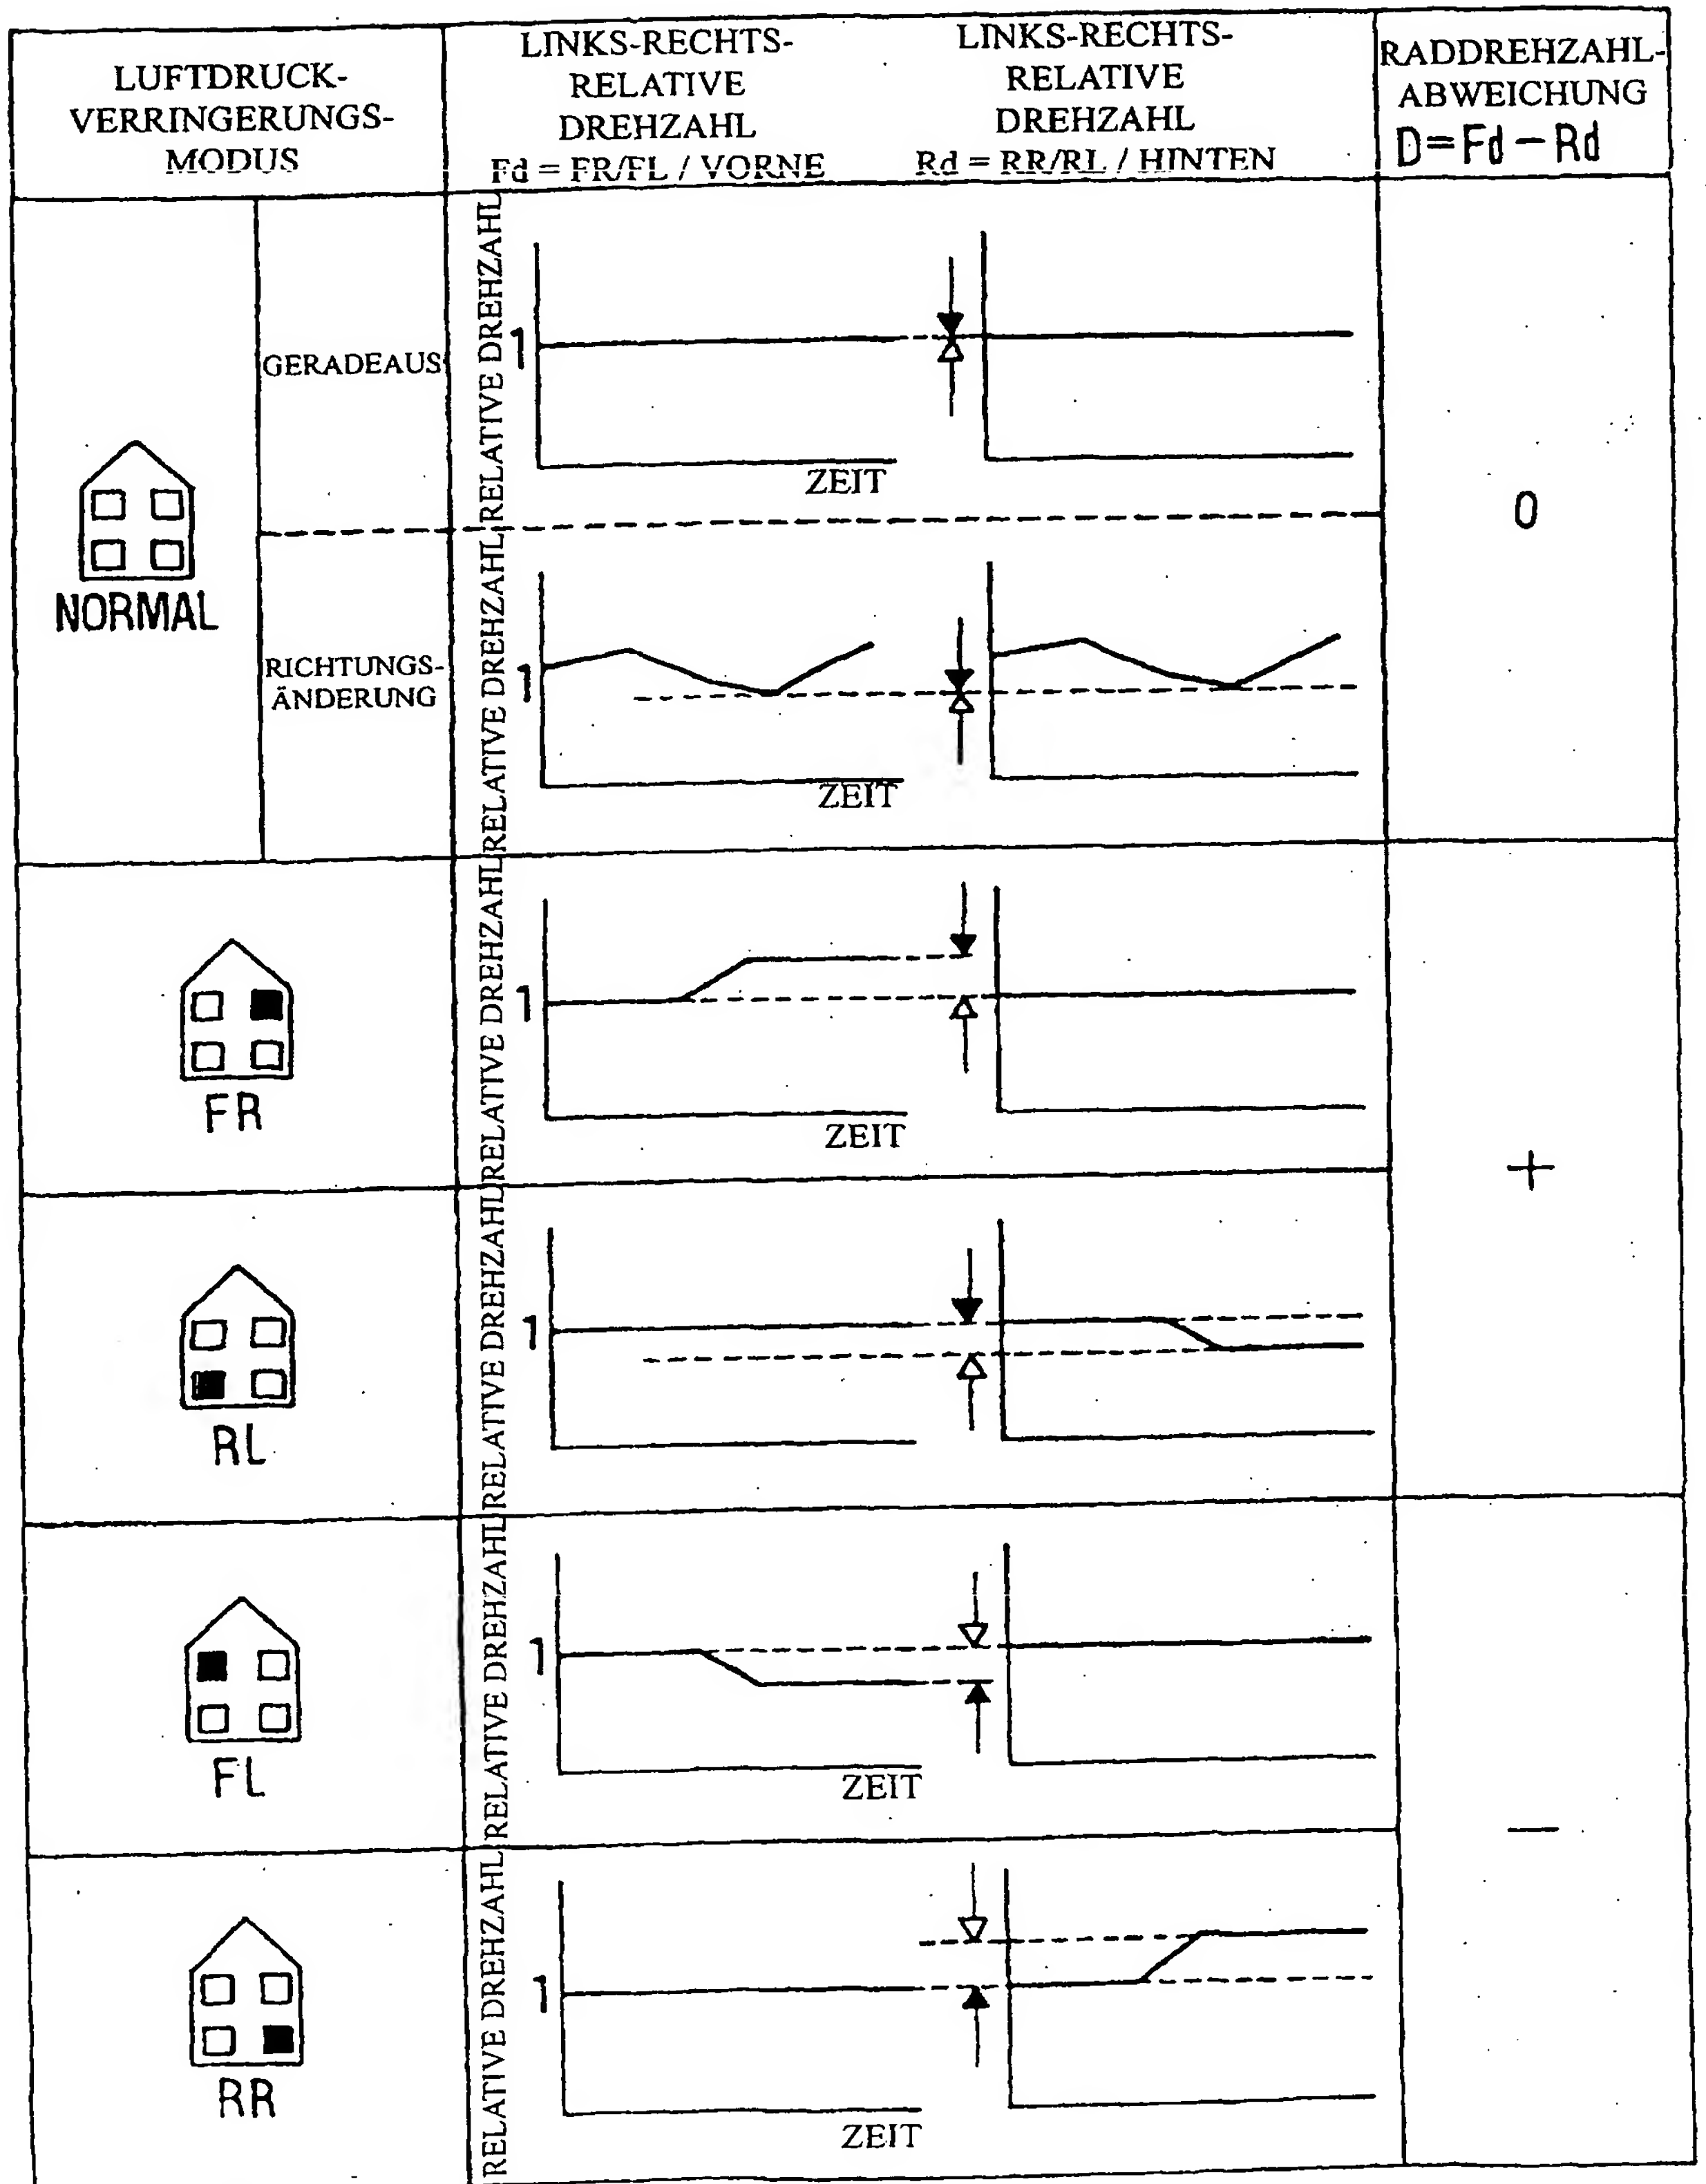 LUFTDRUCK-
VERRINGERUNGS-
MODUS
LINKS-RECHTS-
RELATIVE
DREHZAHL
Fd = FR/FL / VORNE
LINKS-RECHTS-
RELATIVE
DREHZAHL
Rd = RR/RL / HINTEN
RADDREHZAHL-
ABWEICHUNG
D=Fd-Rd
NORMAL
GERADEAUS
RELATIVE DREHZAHL
1
ZEIT
0
RICHTUNGS-
ÄNDERUNG
RELATIVE DREHZAHL
1
ZEIT
FR
RELATIVE DREHZAHL
1
ZEIT
+
RL
RELATIVE DREHZAHL
1
FL
RELATIVE DREHZAHL
1
ZEIT
−
RR
RELATIVE DREHZAHL
1
ZEIT